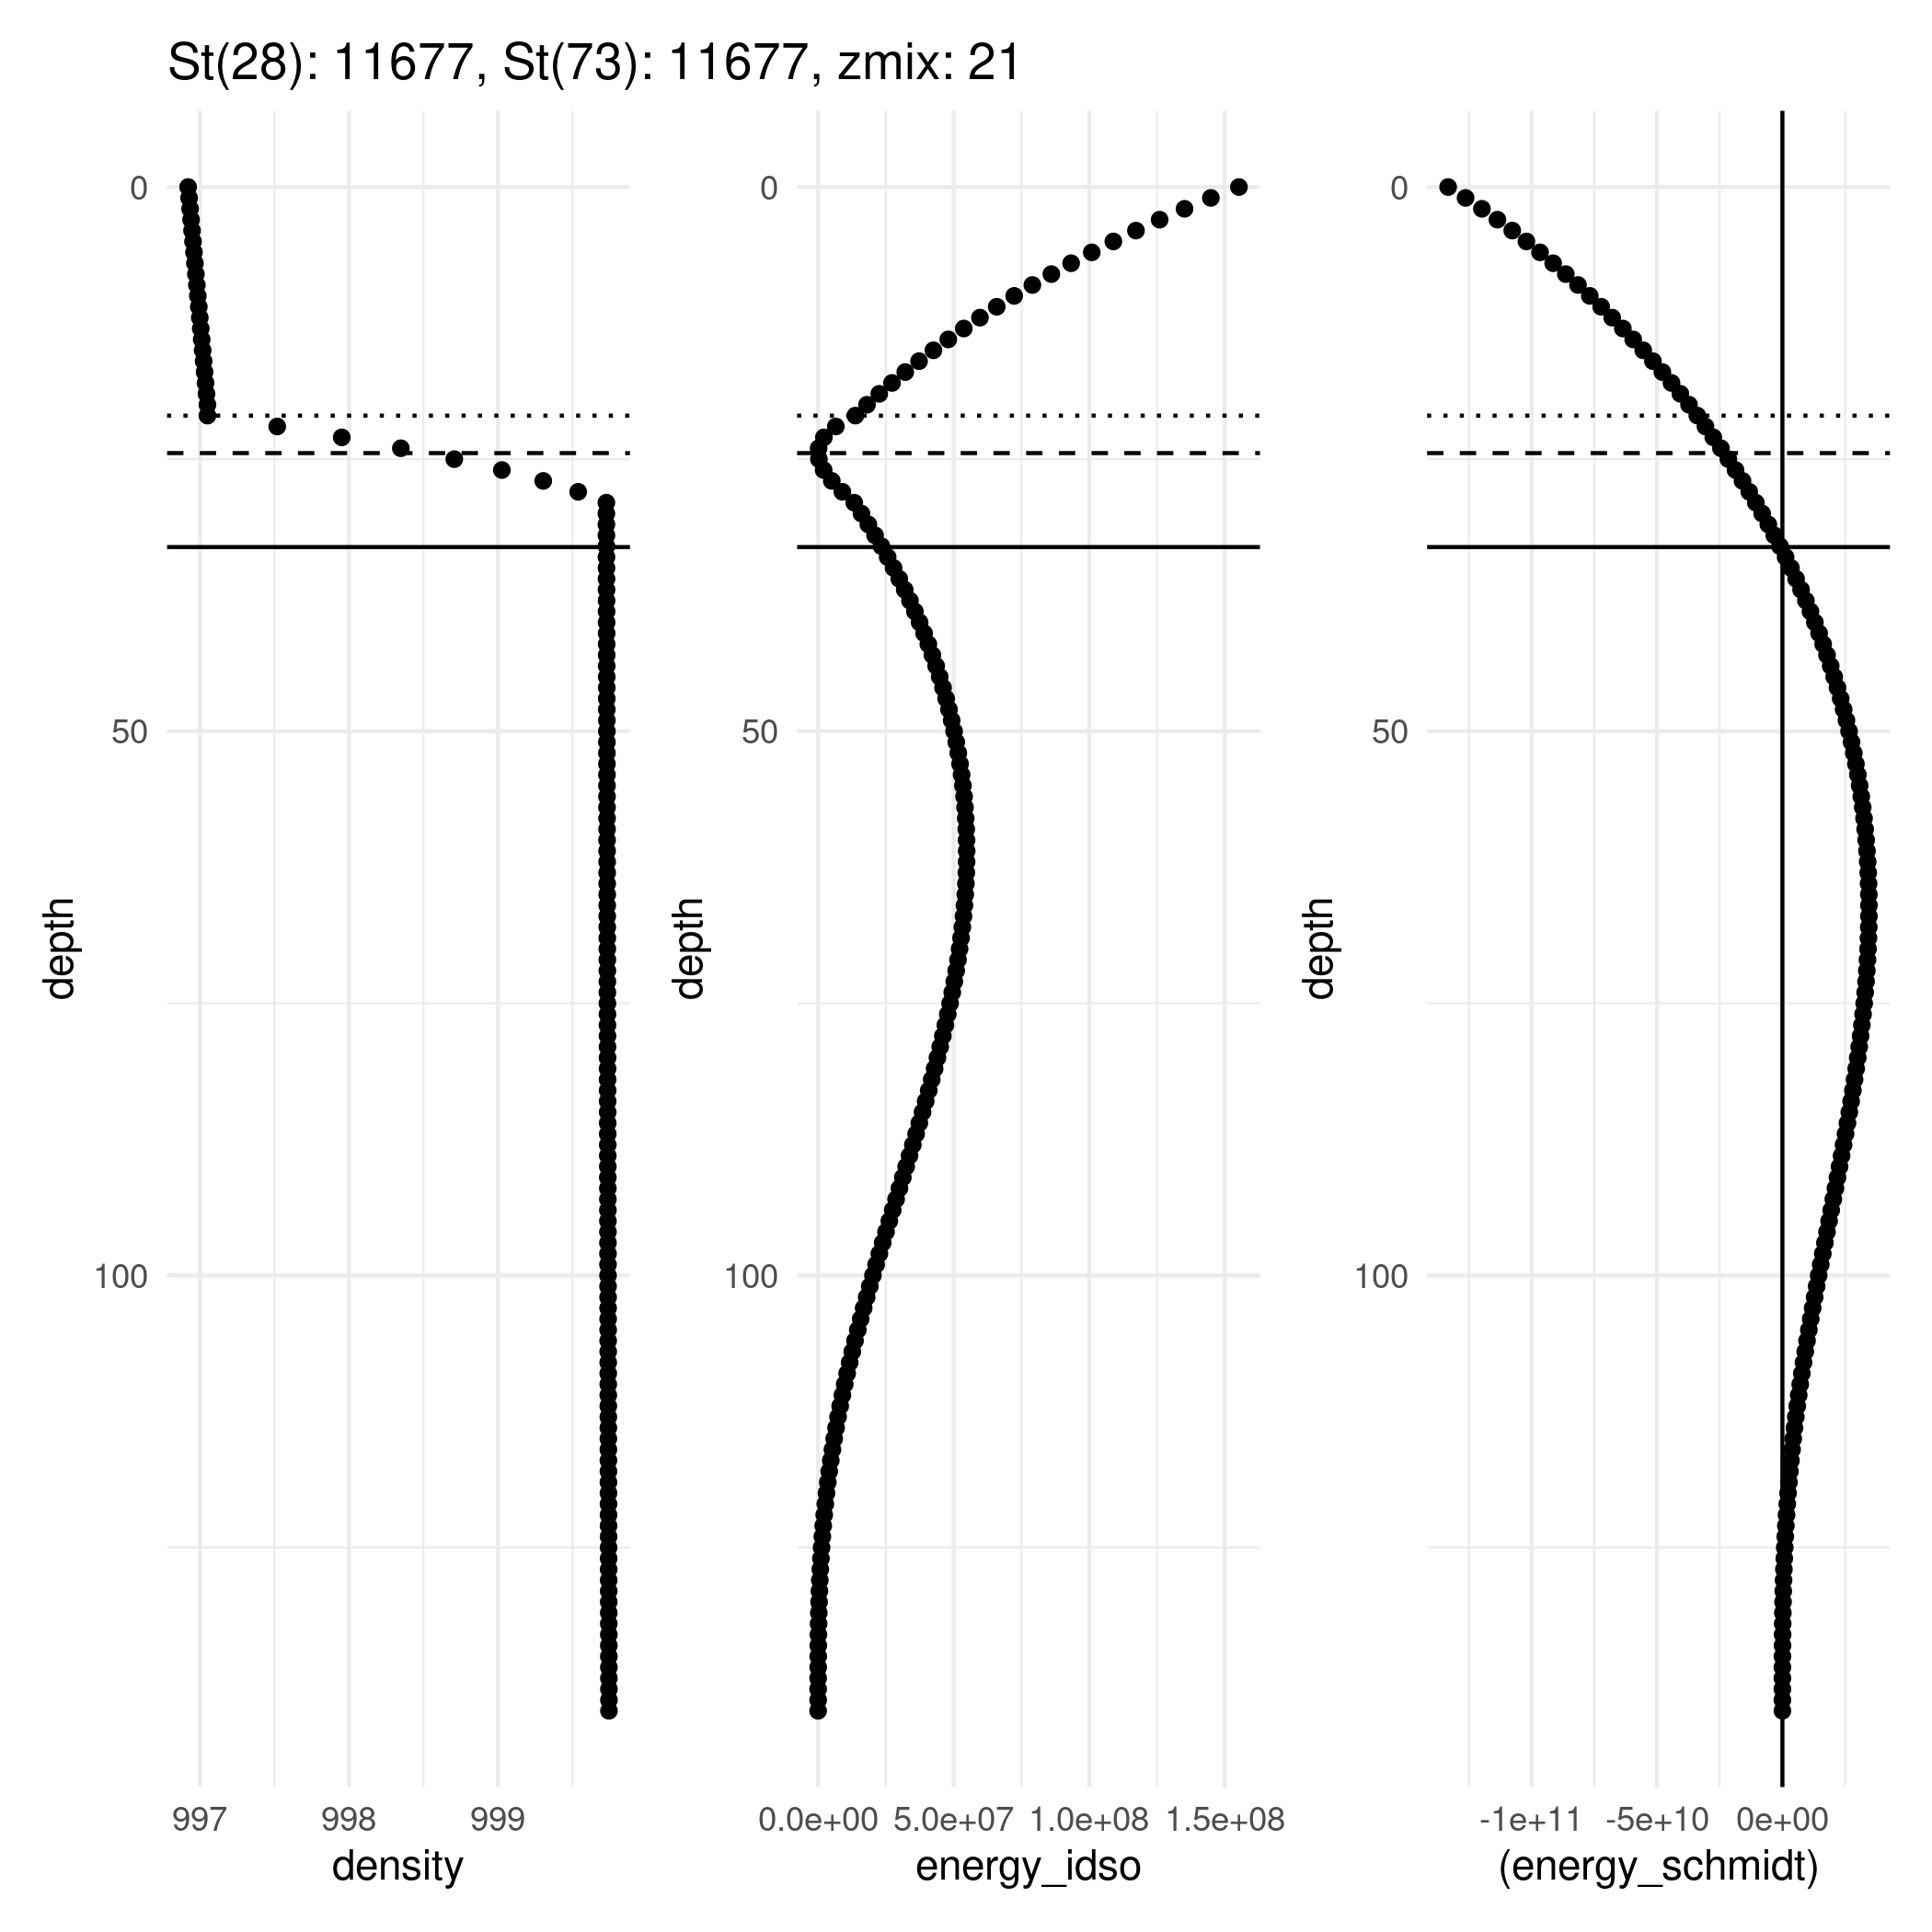 St(28): 11677, St(73): 11677, zmix: 21
0
50
100
depth
997 998 999
density
0
50
100
depth
0.0e+00 5.0e+07 1.0e+08 1.5e+08
energy_idso
0
50
100
depth
-1e+11 -5e+10 0e+00
(energy_schmidt)